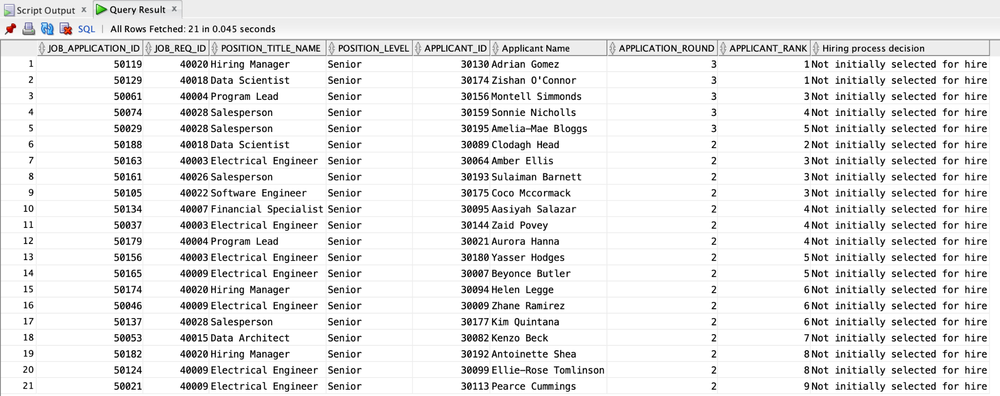 Script Output x Query Result x
SQL | All Rows Fetched: 21 in 0.045 seconds
JOB_APPLICATION_ID JOB_REQ_ID POSITION_TITLE_NAME POSITION_LEVEL APPLICANT_ID Applicant Name APPLICATION_ROUND APPLICANT_RANK Hiring process decision
1 50119 40020 Hiring Manager Senior 30130 Adrian Gomez 3 1 Not initially selected for hire
2 50129 40018 Data Scientist Senior 30174 Zishan O'Connor 3 1 Not initially selected for hire
3 50061 40004 Program Lead Senior 30156 Montell Simmonds 3 3 Not initially selected for hire
4 50074 40028 Salesperson Senior 30159 Sonnie Nicholls 3 4 Not initially selected for hire
5 50029 40028 Salesperson Senior 30195 Amelia-Mae Bloggs 3 5 Not initially selected for hire
6 50188 40018 Data Scientist Senior 30089 Clodagh Head 2 2 Not initially selected for hire
7 50163 40003 Electrical Engineer Senior 30064 Amber Ellis 2 3 Not initially selected for hire
8 50161 40026 Salesperson Senior 30193 Sulaiman Barnett 2 3 Not initially selected for hire
9 50105 40022 Software Engineer Senior 30175 Coco Mccormack 2 3 Not initially selected for hire
10 50134 40007 Financial Specialist Senior 30095 Aasiyah Salazar 2 4 Not initially selected for hire
11 50037 40003 Electrical Engineer Senior 30144 Zaid Povey 2 4 Not initially selected for hire
12 50179 40004 Program Lead Senior 30021 Aurora Hanna 2 4 Not initially selected for hire
13 50156 40003 Electrical Engineer Senior 30180 Yasser Hodges 2 5 Not initially selected for hire
14 50165 40009 Electrical Engineer Senior 30007 Beyonce Butler 2 5 Not initially selected for hire
15 50174 40020 Hiring Manager Senior 30094 Helen Legge 2 6 Not initially selected for hire
16 50046 40009 Electrical Engineer Senior 30009 Zhane Ramirez 2 6 Not initially selected for hire
17 50137 40028 Salesperson Senior 30177 Kim Quintana 2 6 Not initially selected for hire
18 50053 40015 Data Architect Senior 30082 Kenzo Beck 2 7 Not initially selected for hire
19 50182 40020 Hiring Manager Senior 30192 Antoinette Shea 2 8 Not initially selected for hire
20 50124 40009 Electrical Engineer Senior 30099 Ellie-Rose Tomlinson 2 8 Not initially selected for hire
21 50021 40009 Electrical Engineer Senior 30113 Pearce Cummings 2 9 Not initially selected for hire